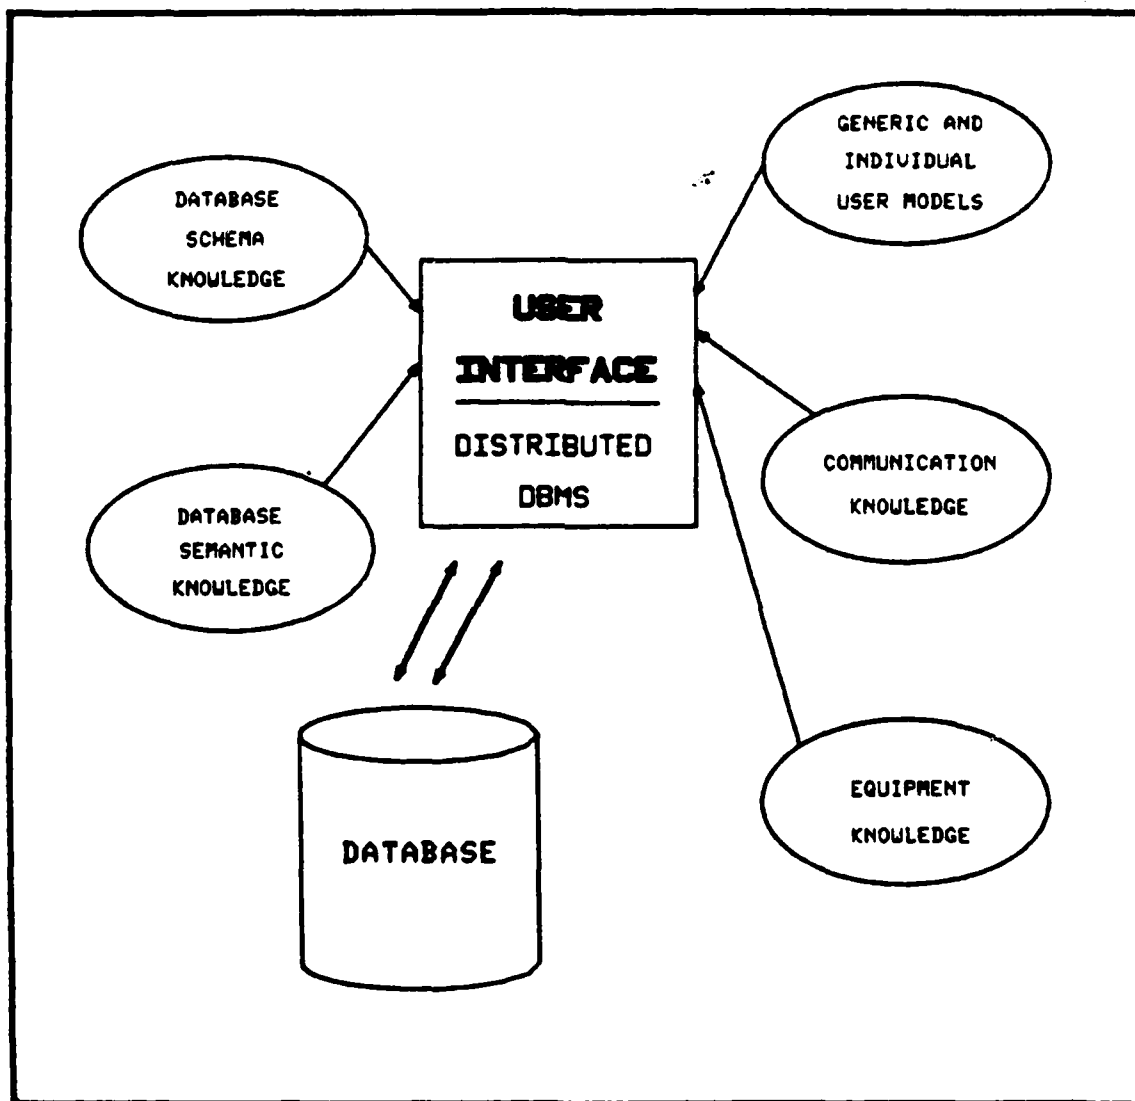 DATABASE
SCHEMA
KNOWLEDGE
GENERIC AND
INDIVIDUAL
USER MODELS
USER
INTERFACE
DISTRIBUTED
DBMS
DATABASE
SEMANTIC
KNOWLEDGE
COMMUNICATION
KNOWLEDGE
DATABASE
EQUIPMENT
KNOWLEDGE